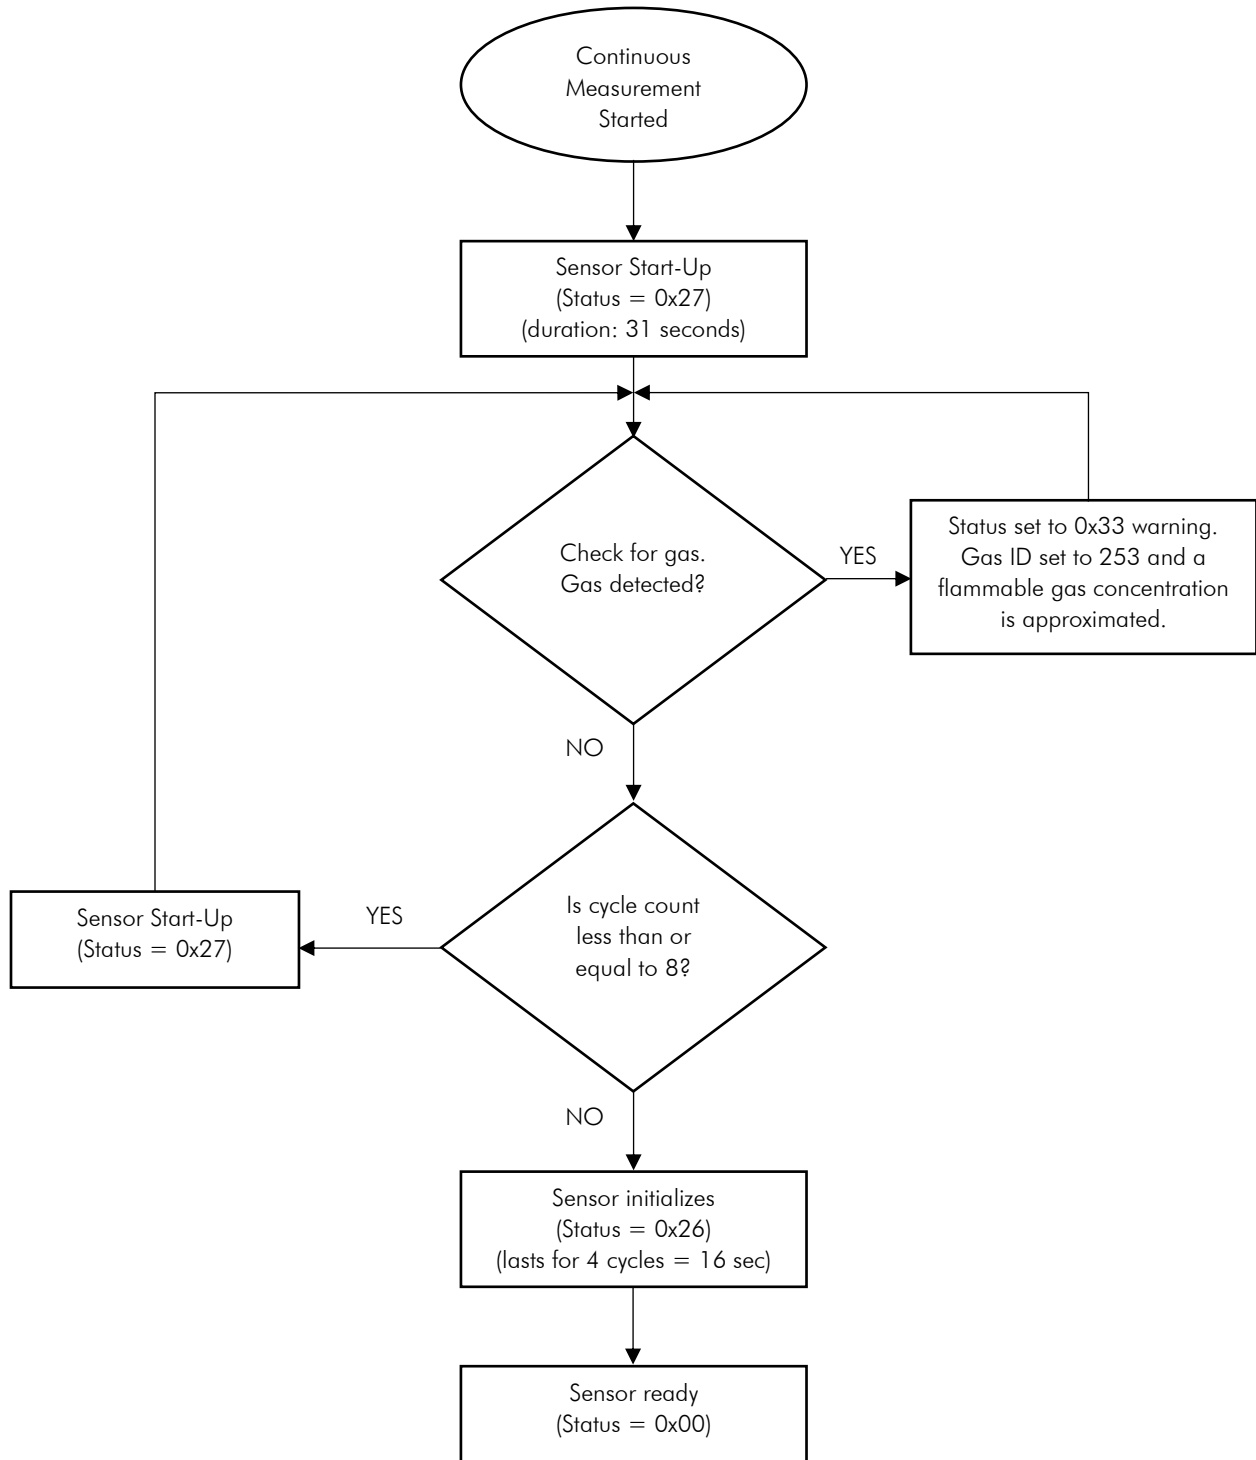 Continuous
Measurement
Started
Sensor Start-Up
(Status = 0x27)
(duration: 31 seconds)
Check for gas.
Gas detected?
YES
Status set to 0x33 warning.
Gas ID set to 253 and a
flammable gas concentration
is approximated.
NO
Is cycle count
less than or
equal to 8?
YES
Sensor Start-Up
(Status = 0x27)
NO
Sensor initializes
(Status = 0x26)
(lasts for 4 cycles = 16 sec)
Sensor ready
(Status = 0x00)